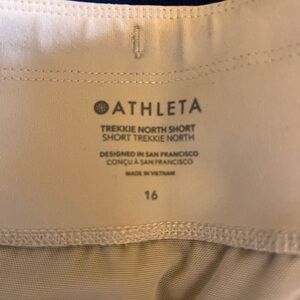 ATHLETA
TREKKIE NORTH SHORT
SHORT TREKKIE NORTH
DESIGNED IN SAN FRANCISCO
CONÇU À SAN FRANCISCO
MADE IN VIETNAM
16